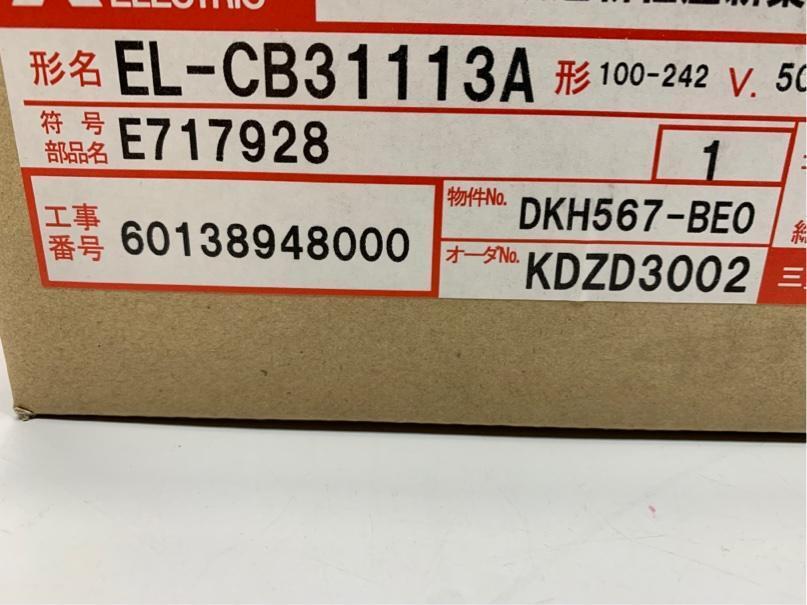 ELECTRIC
形名 EL-CB31113A 形 100-242 V. 50
符号 部品名 E717928 1
工事番号 60138948000
物件No. DKH567-BE0
オーダNo. KDZD3002
三